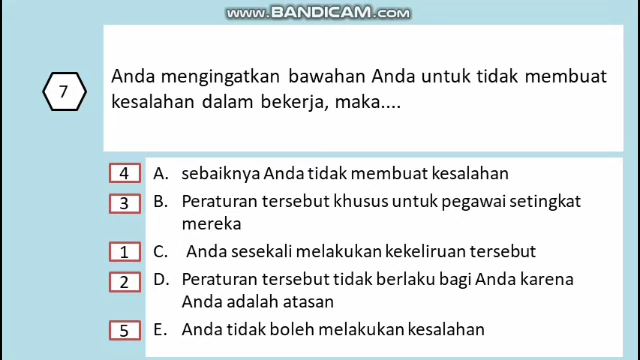 www.BANDICAM.com
7
Anda mengingatkan bawahan Anda untuk tidak membuat
kesalahan dalam bekerja, maka....
4 A. sebaiknya Anda tidak membuat kesalahan
3 B. Peraturan tersebut khusus untuk pegawai setingkat
mereka
1 C. Anda sesekali melakukan kekeliruan tersebut
2 D. Peraturan tersebut tidak berlaku bagi Anda karena
Anda adalah atasan
5 E. Anda tidak boleh melakukan kesalahan